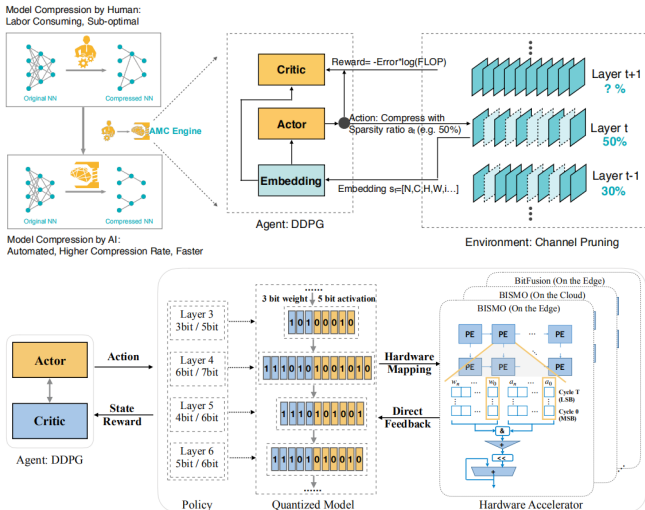 Model Compression by Human:
Labor Consuming, Sub-optimal
Original NN
Compressed NN
AMC Engine
Original NN
Compressed NN
Model Compression by AI:
Automated, Higher Compression Rate, Faster
Critic
Actor
Embedding
Agent: DDPG
Reward= -Error*log(FLOP)
Action: Compress with
Sparsity ratio at (e.g. 50%)
Embedding st=[N,C,H,W,i…]
Layer t+1
? %
Layer t
50%
Layer t-1
30%
Environment: Channel Pruning
Actor
Critic
Agent: DDPG
Action
State
Reward
Layer 3
3bit / 5bit
Layer 4
6bit / 7bit
Layer 5
4bit / 6bit
Layer 6
5bit / 6bit
Policy
3 bit weight
5 bit activation
Quantized Model
Hardware
Mapping
Direct
Feedback
BitFusion (On the Edge)
BISMO (On the Cloud)
BISMO (On the Edge)
PE PE PE
PE PE PE
wn … w0 an … a0
Cycle T
(LSB)
Cycle 0
(MSB)
&
+
<<
+
Hardware Accelerator